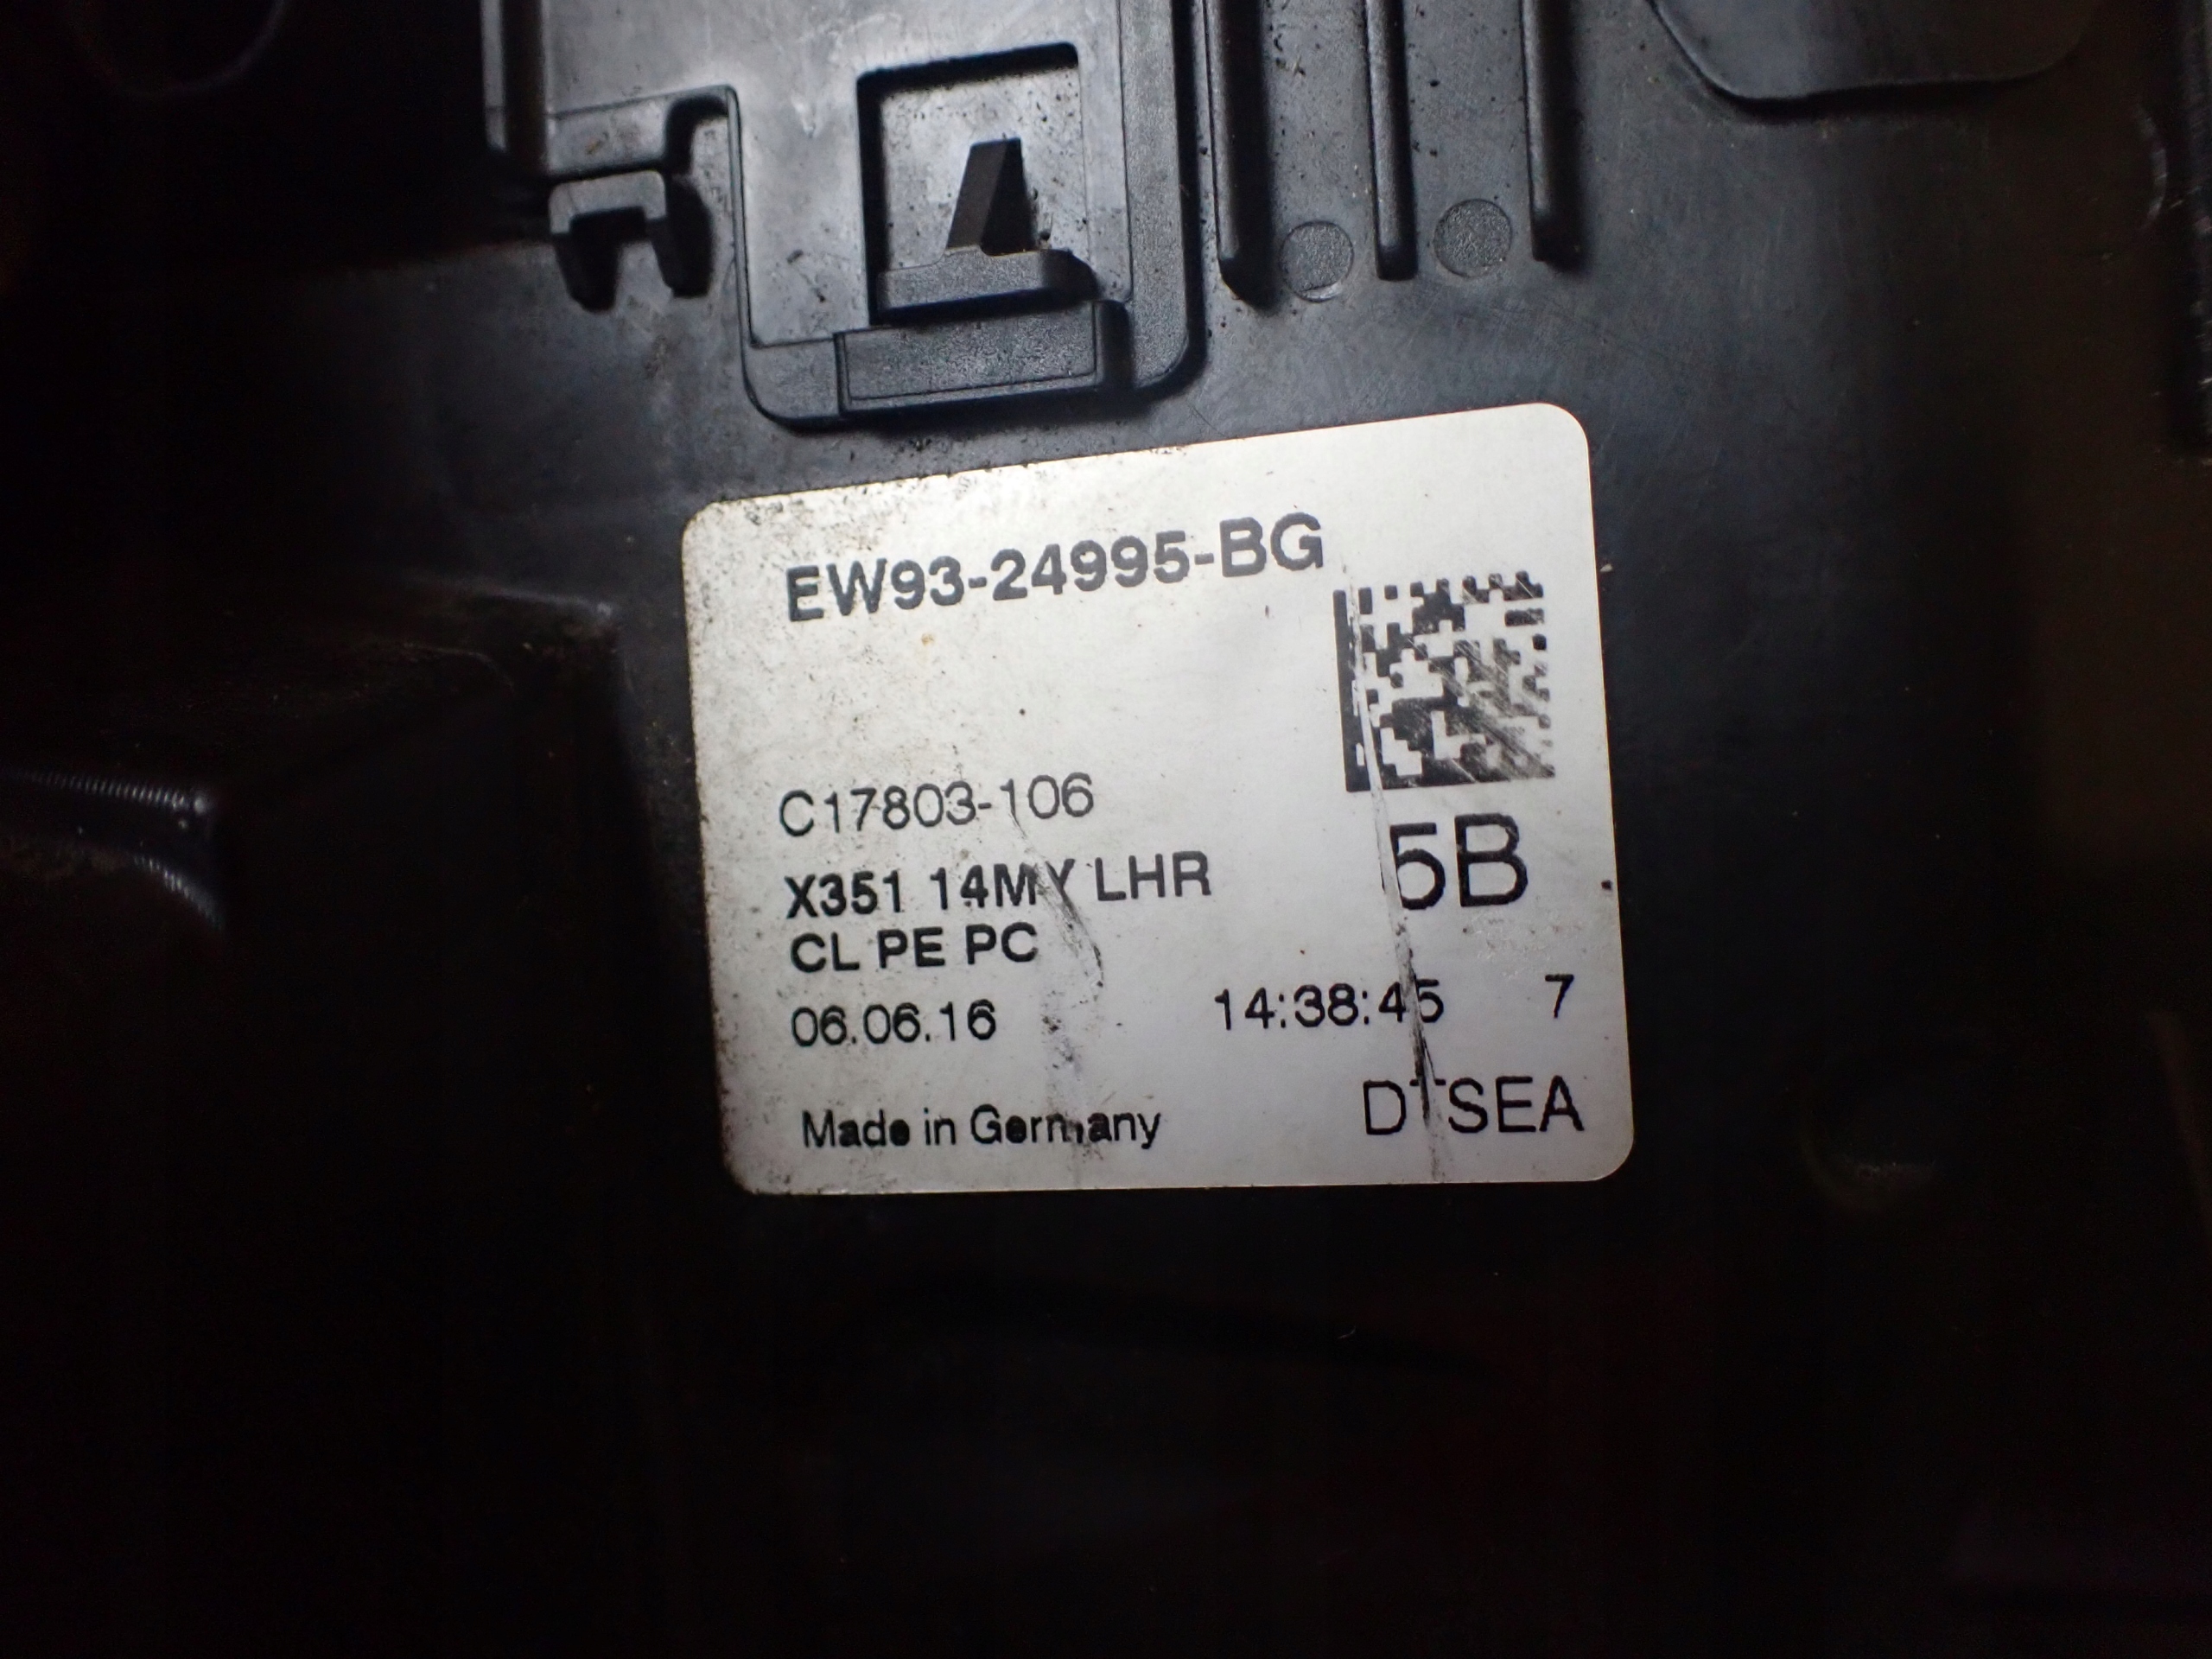 EW93-24995-BG
C17803-106
5B
X351 14MY LHR
CL PE PC
06.06.16 14:38:45 7
Made in Germany DTSEA